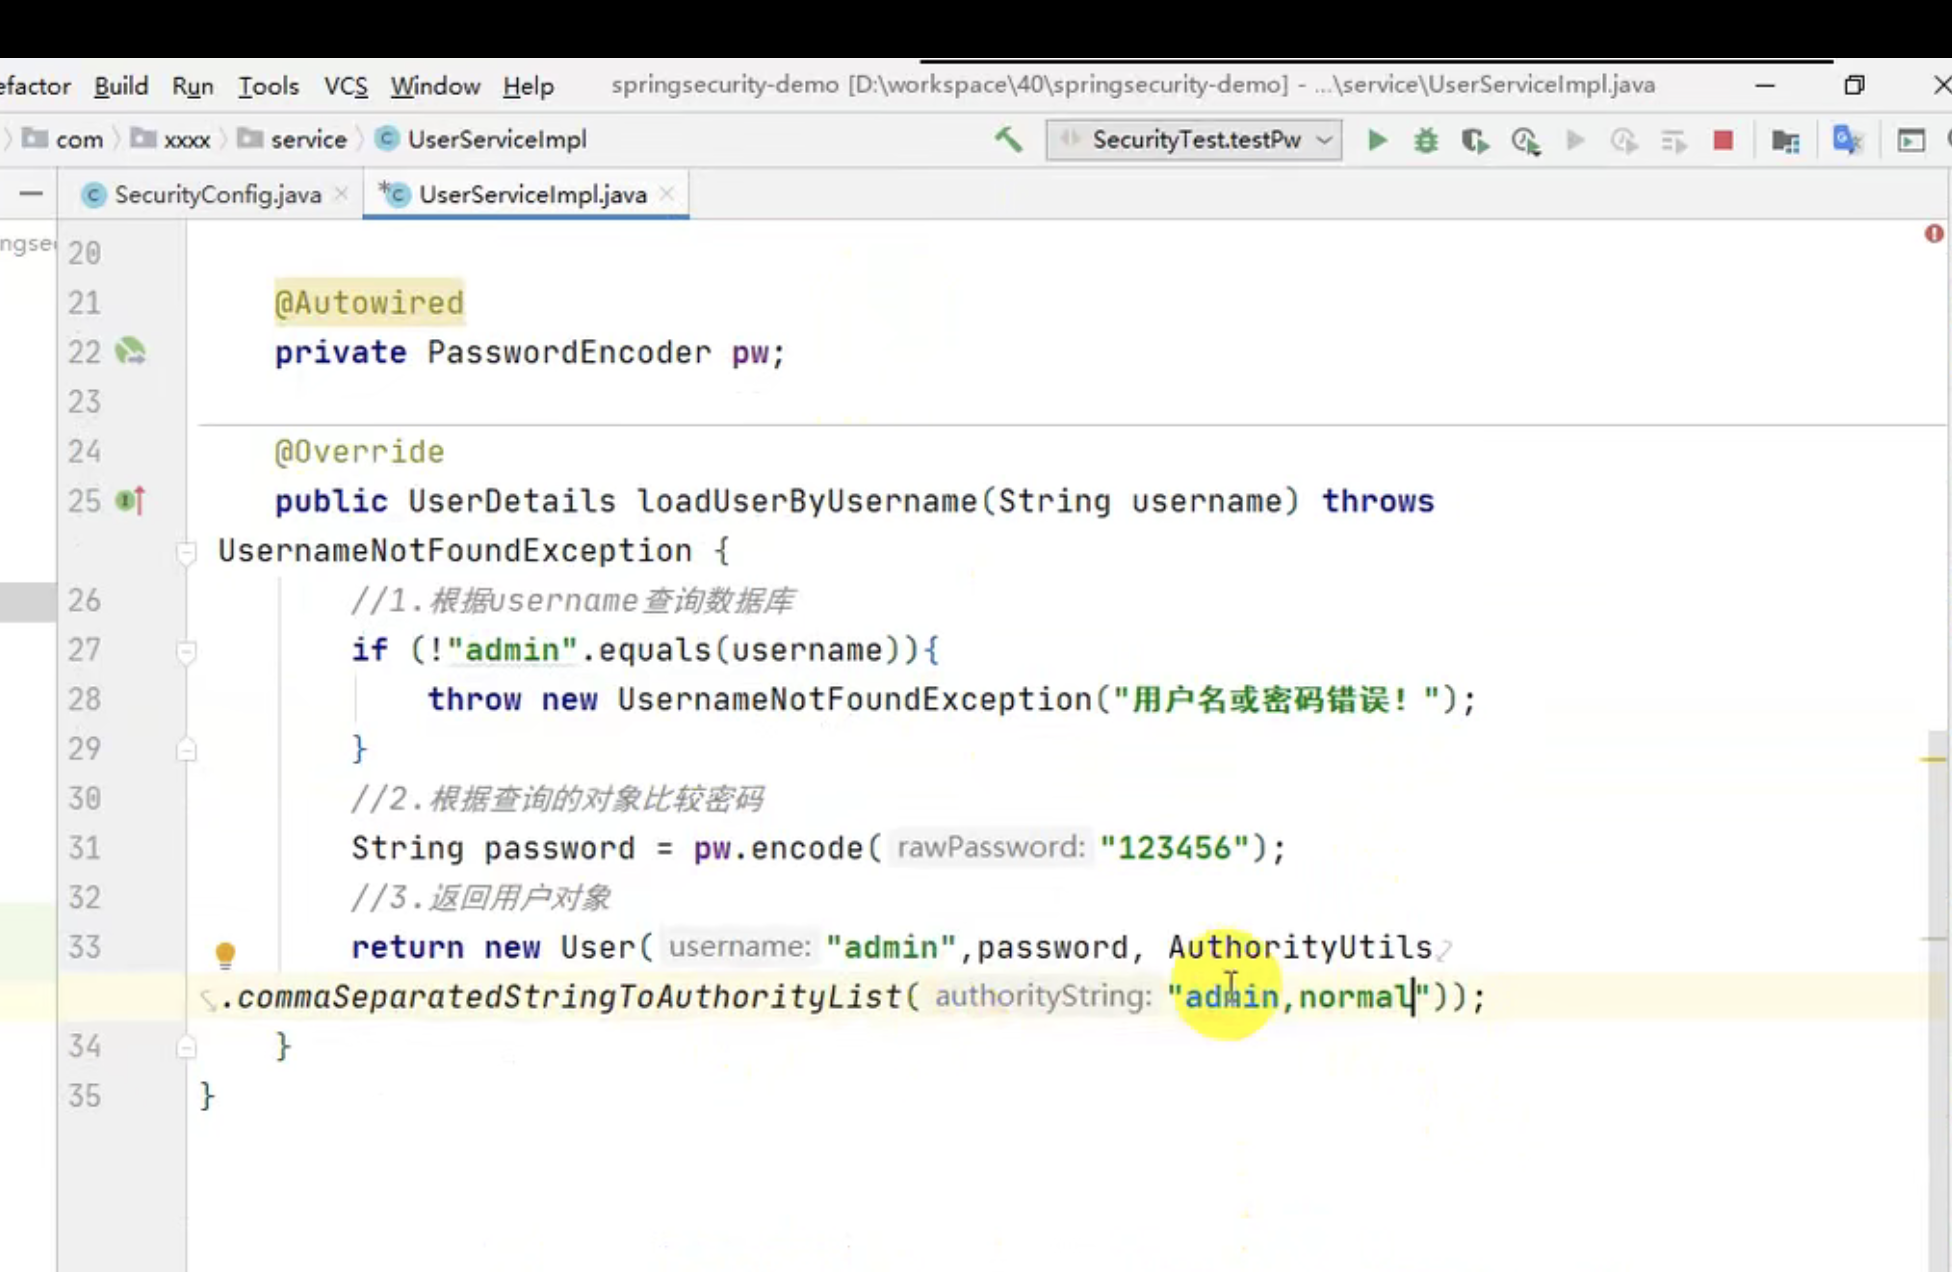 efactor Build Run Tools VCS Window Help springsecurity-demo [D:\workspace\40\springsecurity-demo] - ...\service\UserServiceImpl.java
com xxxx service UserServiceImpl SecurityTest.testPw
SecurityConfig.java UserServiceImpl.java
ngse
20
21 @Autowired
22 private PasswordEncoder pw;
23
24 @Override
25 public UserDetails loadUserByUsername(String username) throws
UsernameNotFoundException {
26 //1.根据username查询数据库
27 if (!"admin".equals(username)){
28 throw new UsernameNotFoundException("用户名或密码错误！");
29 }
30 //2.根据查询的对象比较密码
31 String password = pw.encode( rawPassword: "123456");
32 //3.返回用户对象
33 return new User( username: "admin",password, AuthorityUtils
.commaSeparatedStringToAuthorityList( authorityString: "admin,normal"));
34 }
35 }